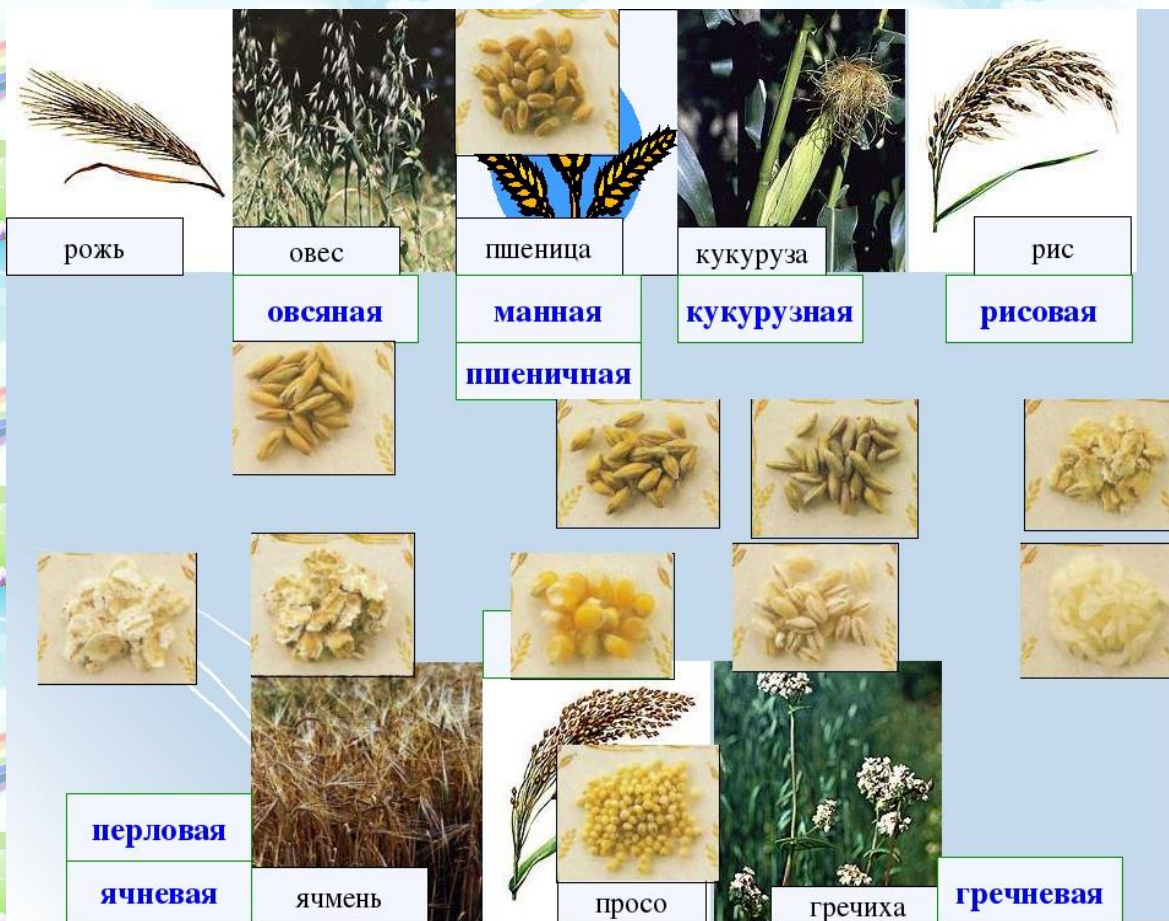 рожь
овес
пшеница
кукуруза
рис
овсяная
манная
кукурузная
рисовая
пшеничная
перловая
ячневая
ячмень
просо
гречиха
гречневая